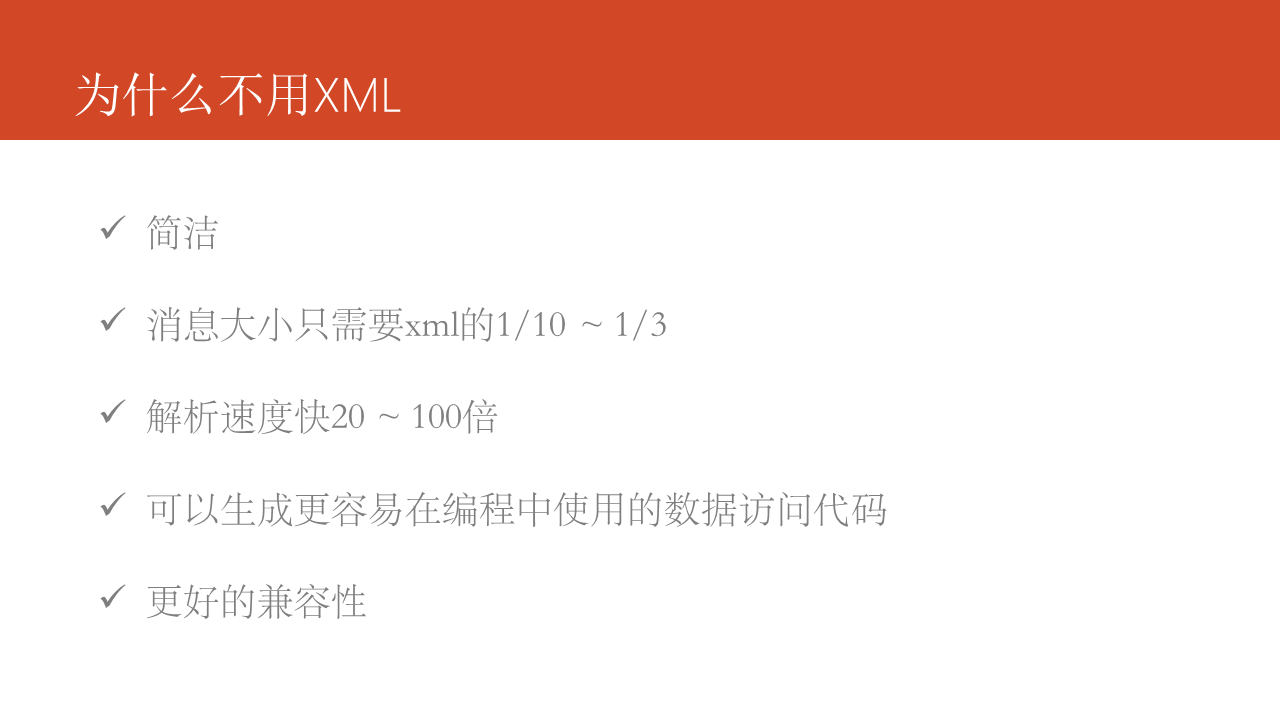 为什么不用XML
✓ 简洁
✓ 消息大小只需要xml的1/10 ~ 1/3
✓ 解析速度快20 ~ 100倍
✓ 可以生成更容易在编程中使用的数据访问代码
✓ 更好的兼容性